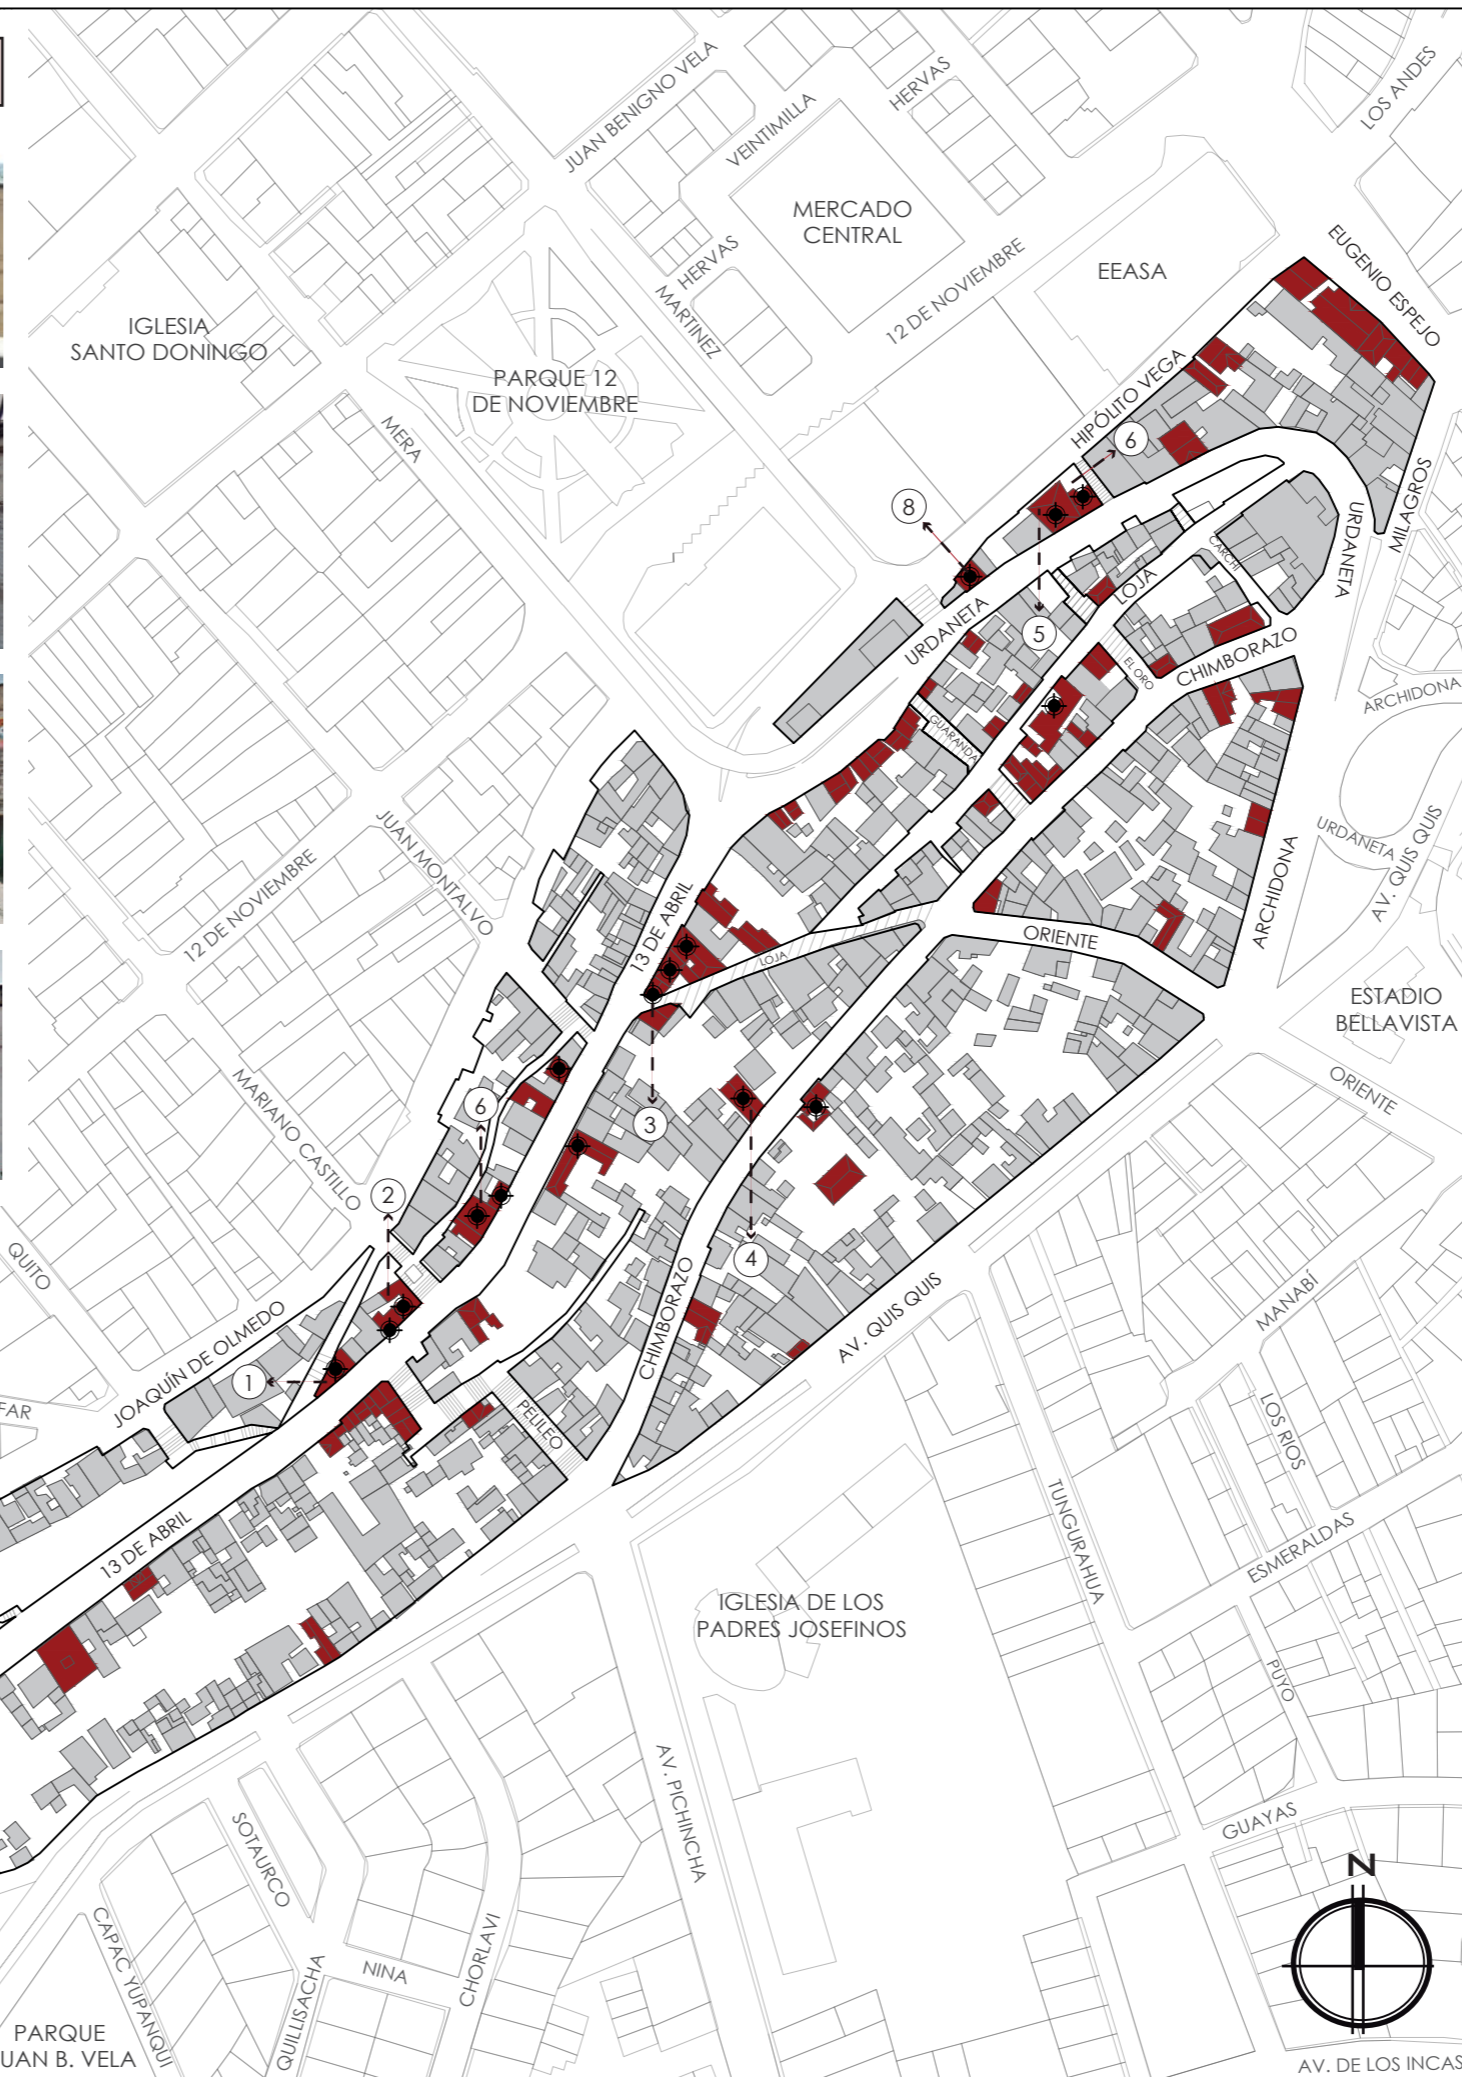 JUAN BENIGNO VELA
VEINTIMILLA
HERVAS
LOS ANDES
MERCADO
CENTRAL
HERVAS
MARTINEZ
12 DE NOVIEMBRE
EEASA
EUGENIO ESPEJO
IGLESIA
SANTO DONINGO
PARQUE 12
DE NOVIEMBRE
MERA
HIPÓLITO VEGA
6
8
MILAGROS
URDANETA
CARCHI
LOJA
URDANETA
5
EL ORO
CHIMBORAZO
ARCHIDONA
GUARANDA
JUAN MONTALVO
URDANETA
AV. QUIS QUIS
12 DE NOVIEMBRE
13 DE ABRIL
ARCHIDONA
ORIENTE
LOJA
ESTADIO
BELLAVISTA
ORIENTE
MARIANO CASTILLO
6
3
2
QUITO
4
CHIMBORAZO
AV. QUIS QUIS
MANABÍ
JOAQUÍN DE OLMEDO
1
FAR
PELILEO
LOS RIOS
TUNGURAHUA
ESMERALDAS
13 DE ABRIL
IGLESIA DE LOS
PADRES JOSEFINOS
PUYO
AV. PICHINCHA
GUAYAS
SOTAURCO
N
CAPAC YUPANQUI
QUILLISACHA
NINA
CHORLAVI
PARQUE
UAN B. VELA
AV. DE LOS INCAS